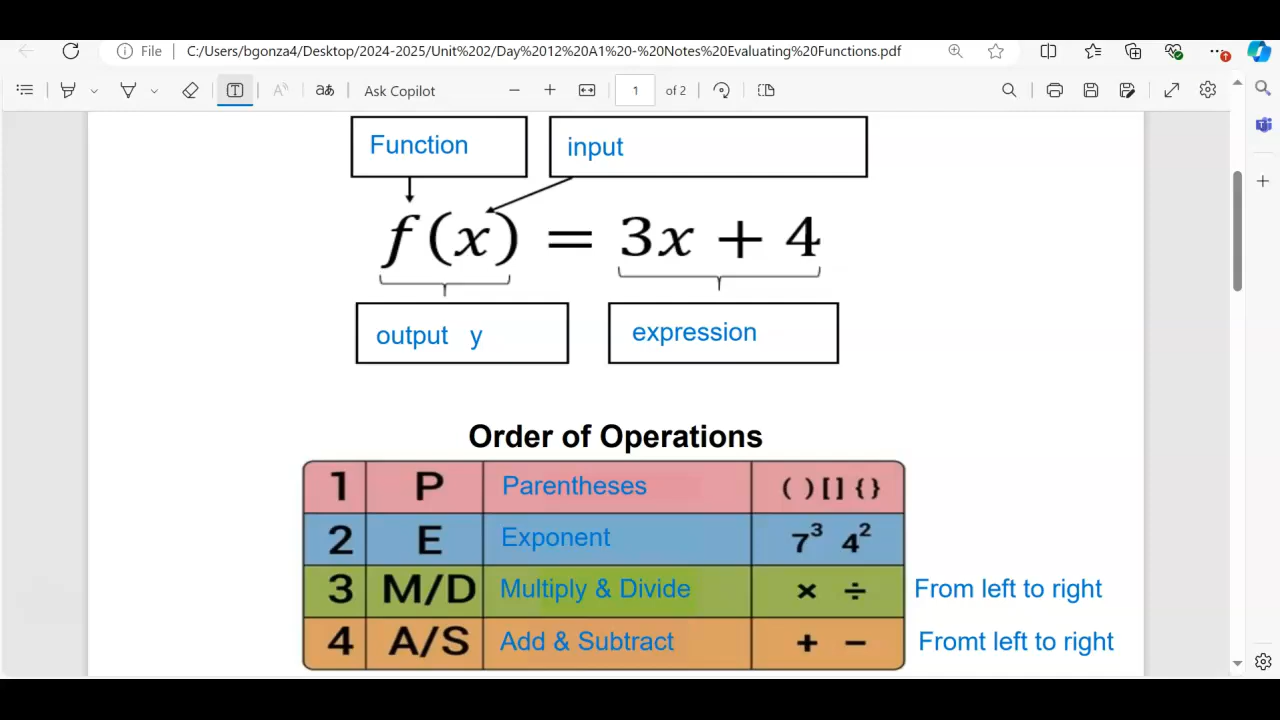 File C:/Users/bgonza4/Desktop/2024-2025/Unit%202/Day%2012%20A1%20-%20Notes%20Evaluating%20Functions.pdf
Ask Copilot 1 of 2
Function input
f(x) = 3x + 4
output y expression
Order of Operations
1 P Parentheses ( ) [ ] { }
2 E Exponent 7³ 4²
3 M/D Multiply & Divide × ÷ From left to right
4 A/S Add & Subtract + − Fromt left to right